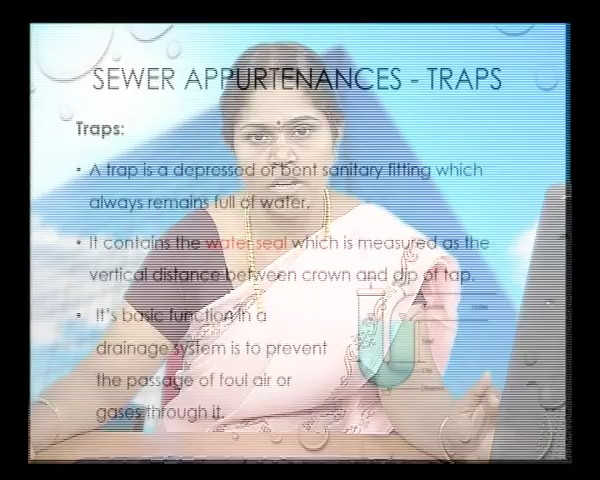 SEWER APPURTENANCES - TRAPS
Traps:
• A trap is a depressed or bent sanitary fitting which
always remains full of water.
• It contains the water seal which is measured as the
vertical distance between crown and dip of tap.
• It's basic function in a
drainage system is to prevent
the passage of foul air or
gases through it.
Seal
Dip